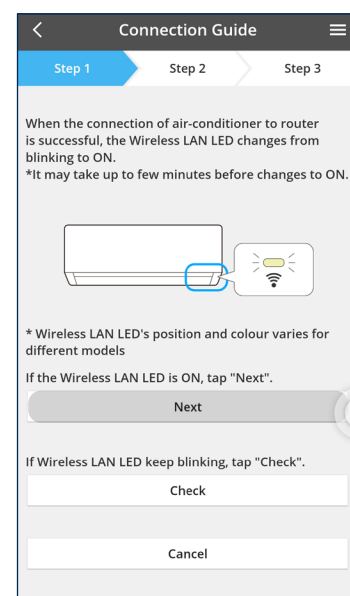 Connection Guide
Step 1 Step 2 Step 3
When the connection of air-conditioner to router
is successful, the Wireless LAN LED changes from
blinking to ON.
*It may take up to few minutes before changes to ON.
* Wireless LAN LED's position and colour varies for
different models
If the Wireless LAN LED is ON, tap "Next".
Next
If Wireless LAN LED keep blinking, tap "Check".
Check
Cancel